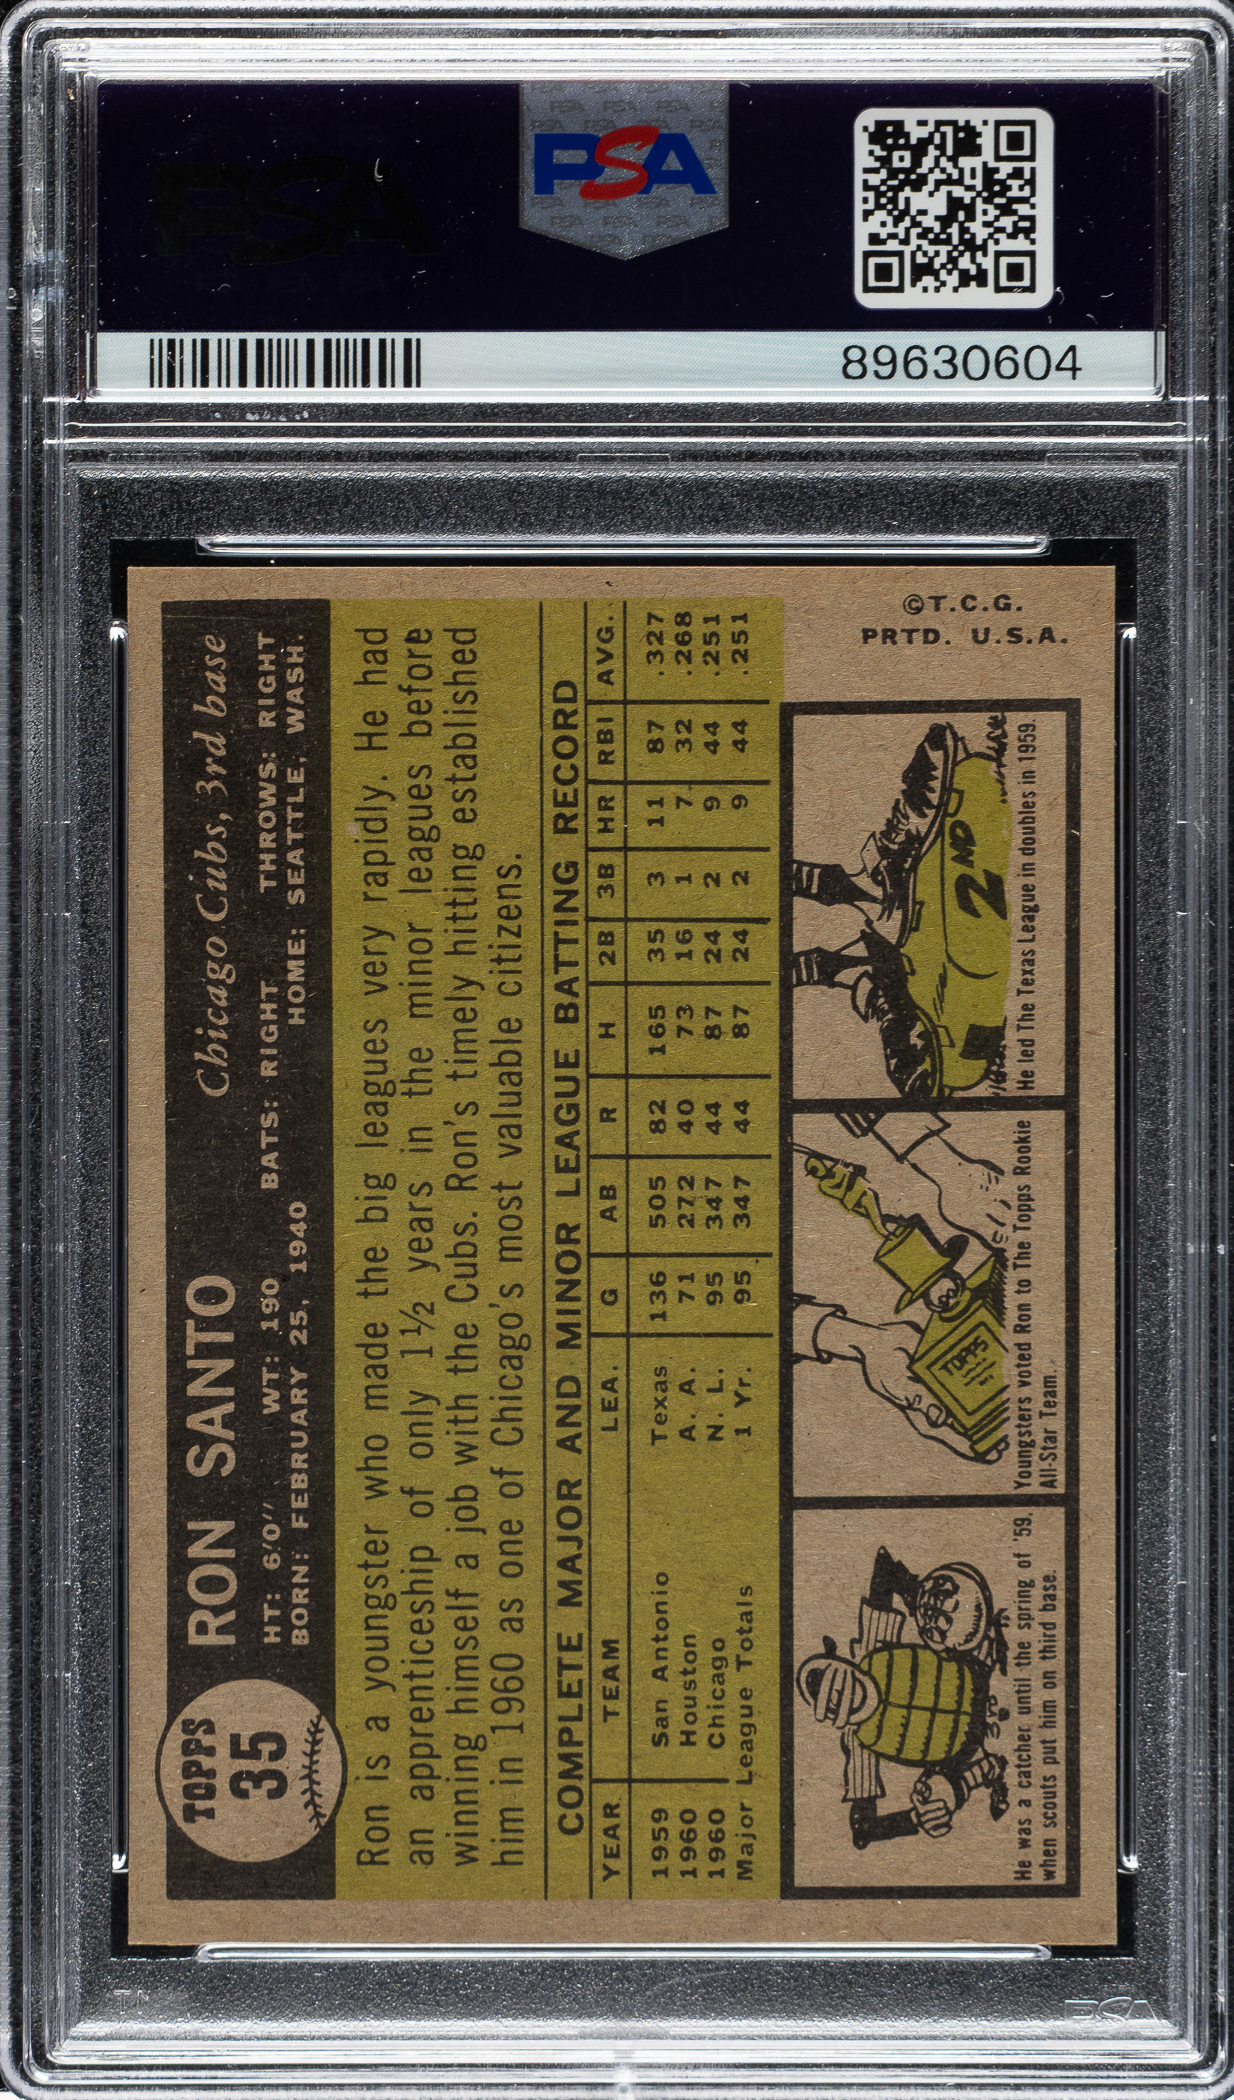 PSA
89630604
TOPPS
35
RON SANTO
Chicago Cubs, 3rd base
HT: 6'0" WT: 190 BATS: RIGHT THROWS: RIGHT
BORN: FEBRUARY 25, 1940 HOME: SEATTLE, WASH.
Ron is a youngster who made the big leagues very rapidly. He had
an apprenticeship of only 1½ years in the minor leagues before
winning himself a job with the Cubs. Ron's timely hitting established
him in 1960 as one of Chicago's most valuable citizens.
COMPLETE MAJOR AND MINOR LEAGUE BATTING RECORD
YEAR TEAM LEA. G AB R H 2B 3B HR RBI AVG.
1959 San Antonio Texas 136 505 82 165 35 3 11 87 .327
1960 Houston A. A. 71 272 40 73 16 1 7 32 .268
1960 Chicago N. L. 95 347 44 87 24 2 9 44 .251
Major League Totals 1 Yr. 95 347 44 87 24 2 9 44 .251
3RD
He was a catcher until the spring of '59.
when scouts put him on third base.
TOPPS
Youngsters voted Ron to The Topps Rookie
All-Star Team.
2ND
He led The Texas League in doubles in 1959.
©T.C.G.
PRTD. U.S.A.
PSA